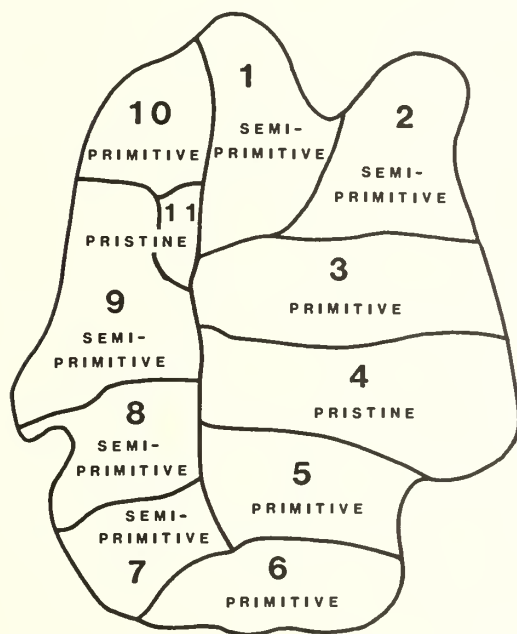 1
SEMI-
PRIMITIVE
2
SEMI-
PRIMITIVE
3
PRIMITIVE
4
PRISTINE
5
PRIMITIVE
6
PRIMITIVE
SEMI-
PRIMITIVE
7
8
SEMI-
PRIMITIVE
9
SEMI-
PRIMITIVE
10
PRIMITIVE
11
PRISTINE